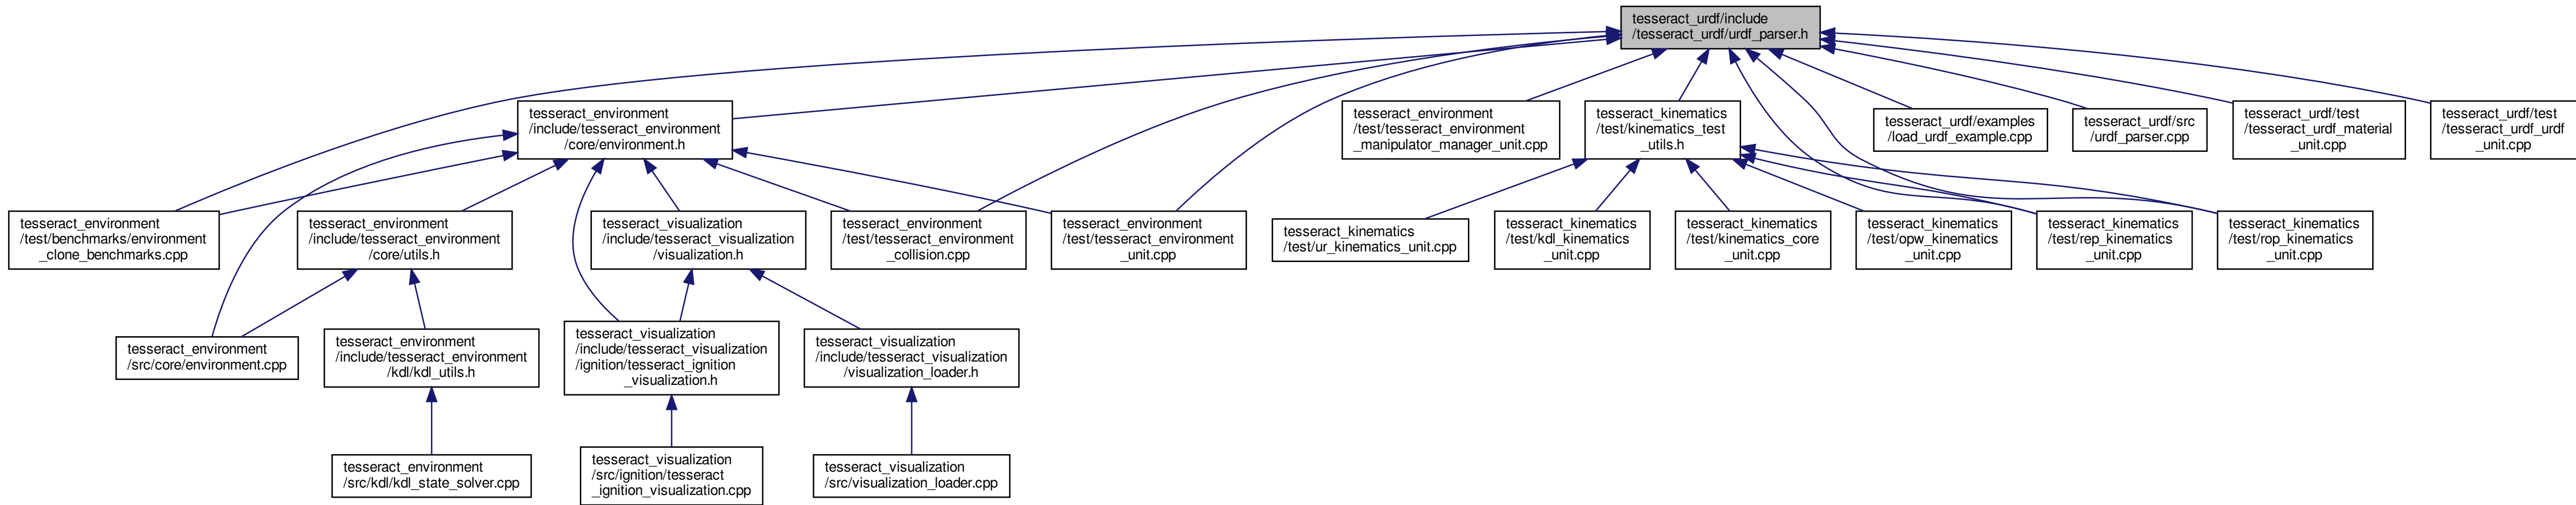 tesseract_urdf/include
/tesseract_urdf/urdf_parser.h
tesseract_environment
/include/tesseract_environment
/core/environment.h
tesseract_environment
/test/tesseract_environment
_manipulator_manager_unit.cpp
tesseract_kinematics
/test/kinematics_test
_utils.h
tesseract_urdf/examples
/load_urdf_example.cpp
tesseract_urdf/src
/urdf_parser.cpp
tesseract_urdf/test
/tesseract_urdf_material
_unit.cpp
tesseract_urdf/test
/tesseract_urdf_urdf
_unit.cpp
tesseract_environment
/test/benchmarks/environment
_clone_benchmarks.cpp
tesseract_environment
/include/tesseract_environment
/core/utils.h
tesseract_visualization
/include/tesseract_visualization
/visualization.h
tesseract_environment
/test/tesseract_environment
_collision.cpp
tesseract_environment
/test/tesseract_environment
_unit.cpp
tesseract_kinematics
/test/ur_kinematics_unit.cpp
tesseract_kinematics
/test/kdl_kinematics
_unit.cpp
tesseract_kinematics
/test/kinematics_core
_unit.cpp
tesseract_kinematics
/test/opw_kinematics
_unit.cpp
tesseract_kinematics
/test/rep_kinematics
_unit.cpp
tesseract_kinematics
/test/rop_kinematics
_unit.cpp
tesseract_environment
/src/core/environment.cpp
tesseract_environment
/include/tesseract_environment
/kdl/kdl_utils.h
tesseract_visualization
/include/tesseract_visualization
/ignition/tesseract_ignition
_visualization.h
tesseract_visualization
/include/tesseract_visualization
/visualization_loader.h
tesseract_environment
/src/kdl/kdl_state_solver.cpp
tesseract_visualization
/src/ignition/tesseract
_ignition_visualization.cpp
tesseract_visualization
/src/visualization_loader.cpp